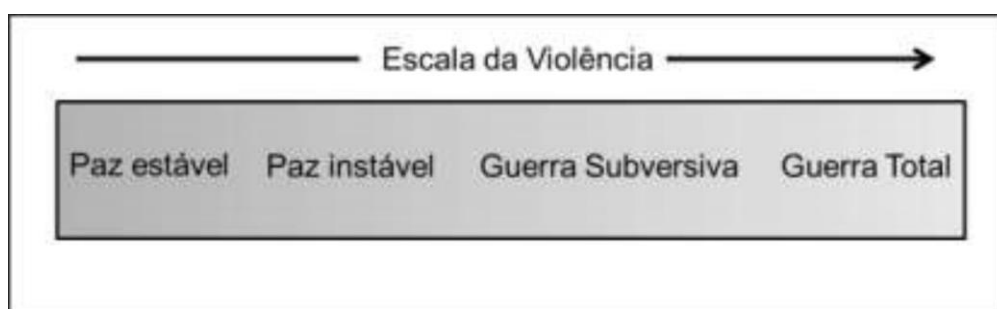 Escala da Violência
Paz estável Paz instável Guerra Subversiva Guerra Total